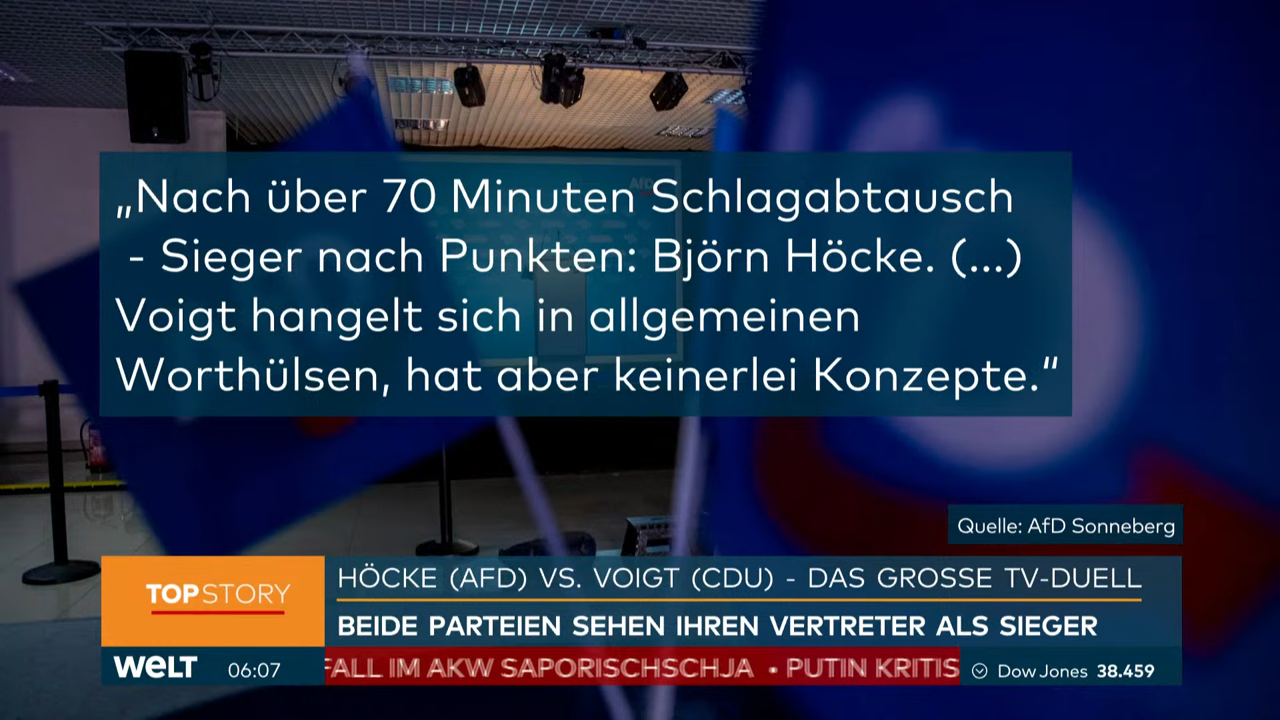 „Nach über 70 Minuten Schlagabtausch
- Sieger nach Punkten: Björn Höcke. (...)
Voigt hangelt sich in allgemeinen
Worthülsen, hat aber keinerlei Konzepte.“
Quelle: AfD Sonneberg
TOPSTORY
HÖCKE (AFD) VS. VOIGT (CDU) - DAS GROSSE TV-DUELL
BEIDE PARTEIEN SEHEN IHREN VERTRETER ALS SIEGER
WELT 06:07
FALL IM AKW SAPORISCHSCHJA • PUTIN KRITIS
Dow Jones 38.459